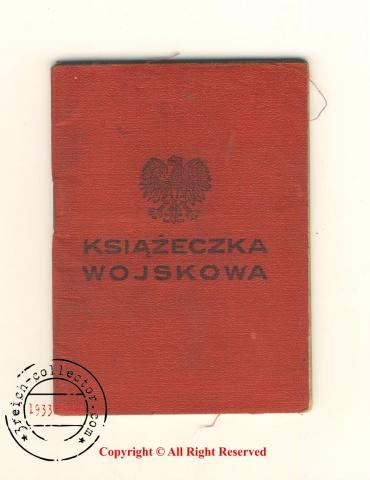 KSIĄŻECZKA
WOJSKOWA
3reich-collector.com
1933
Copyright © All Right Reserved